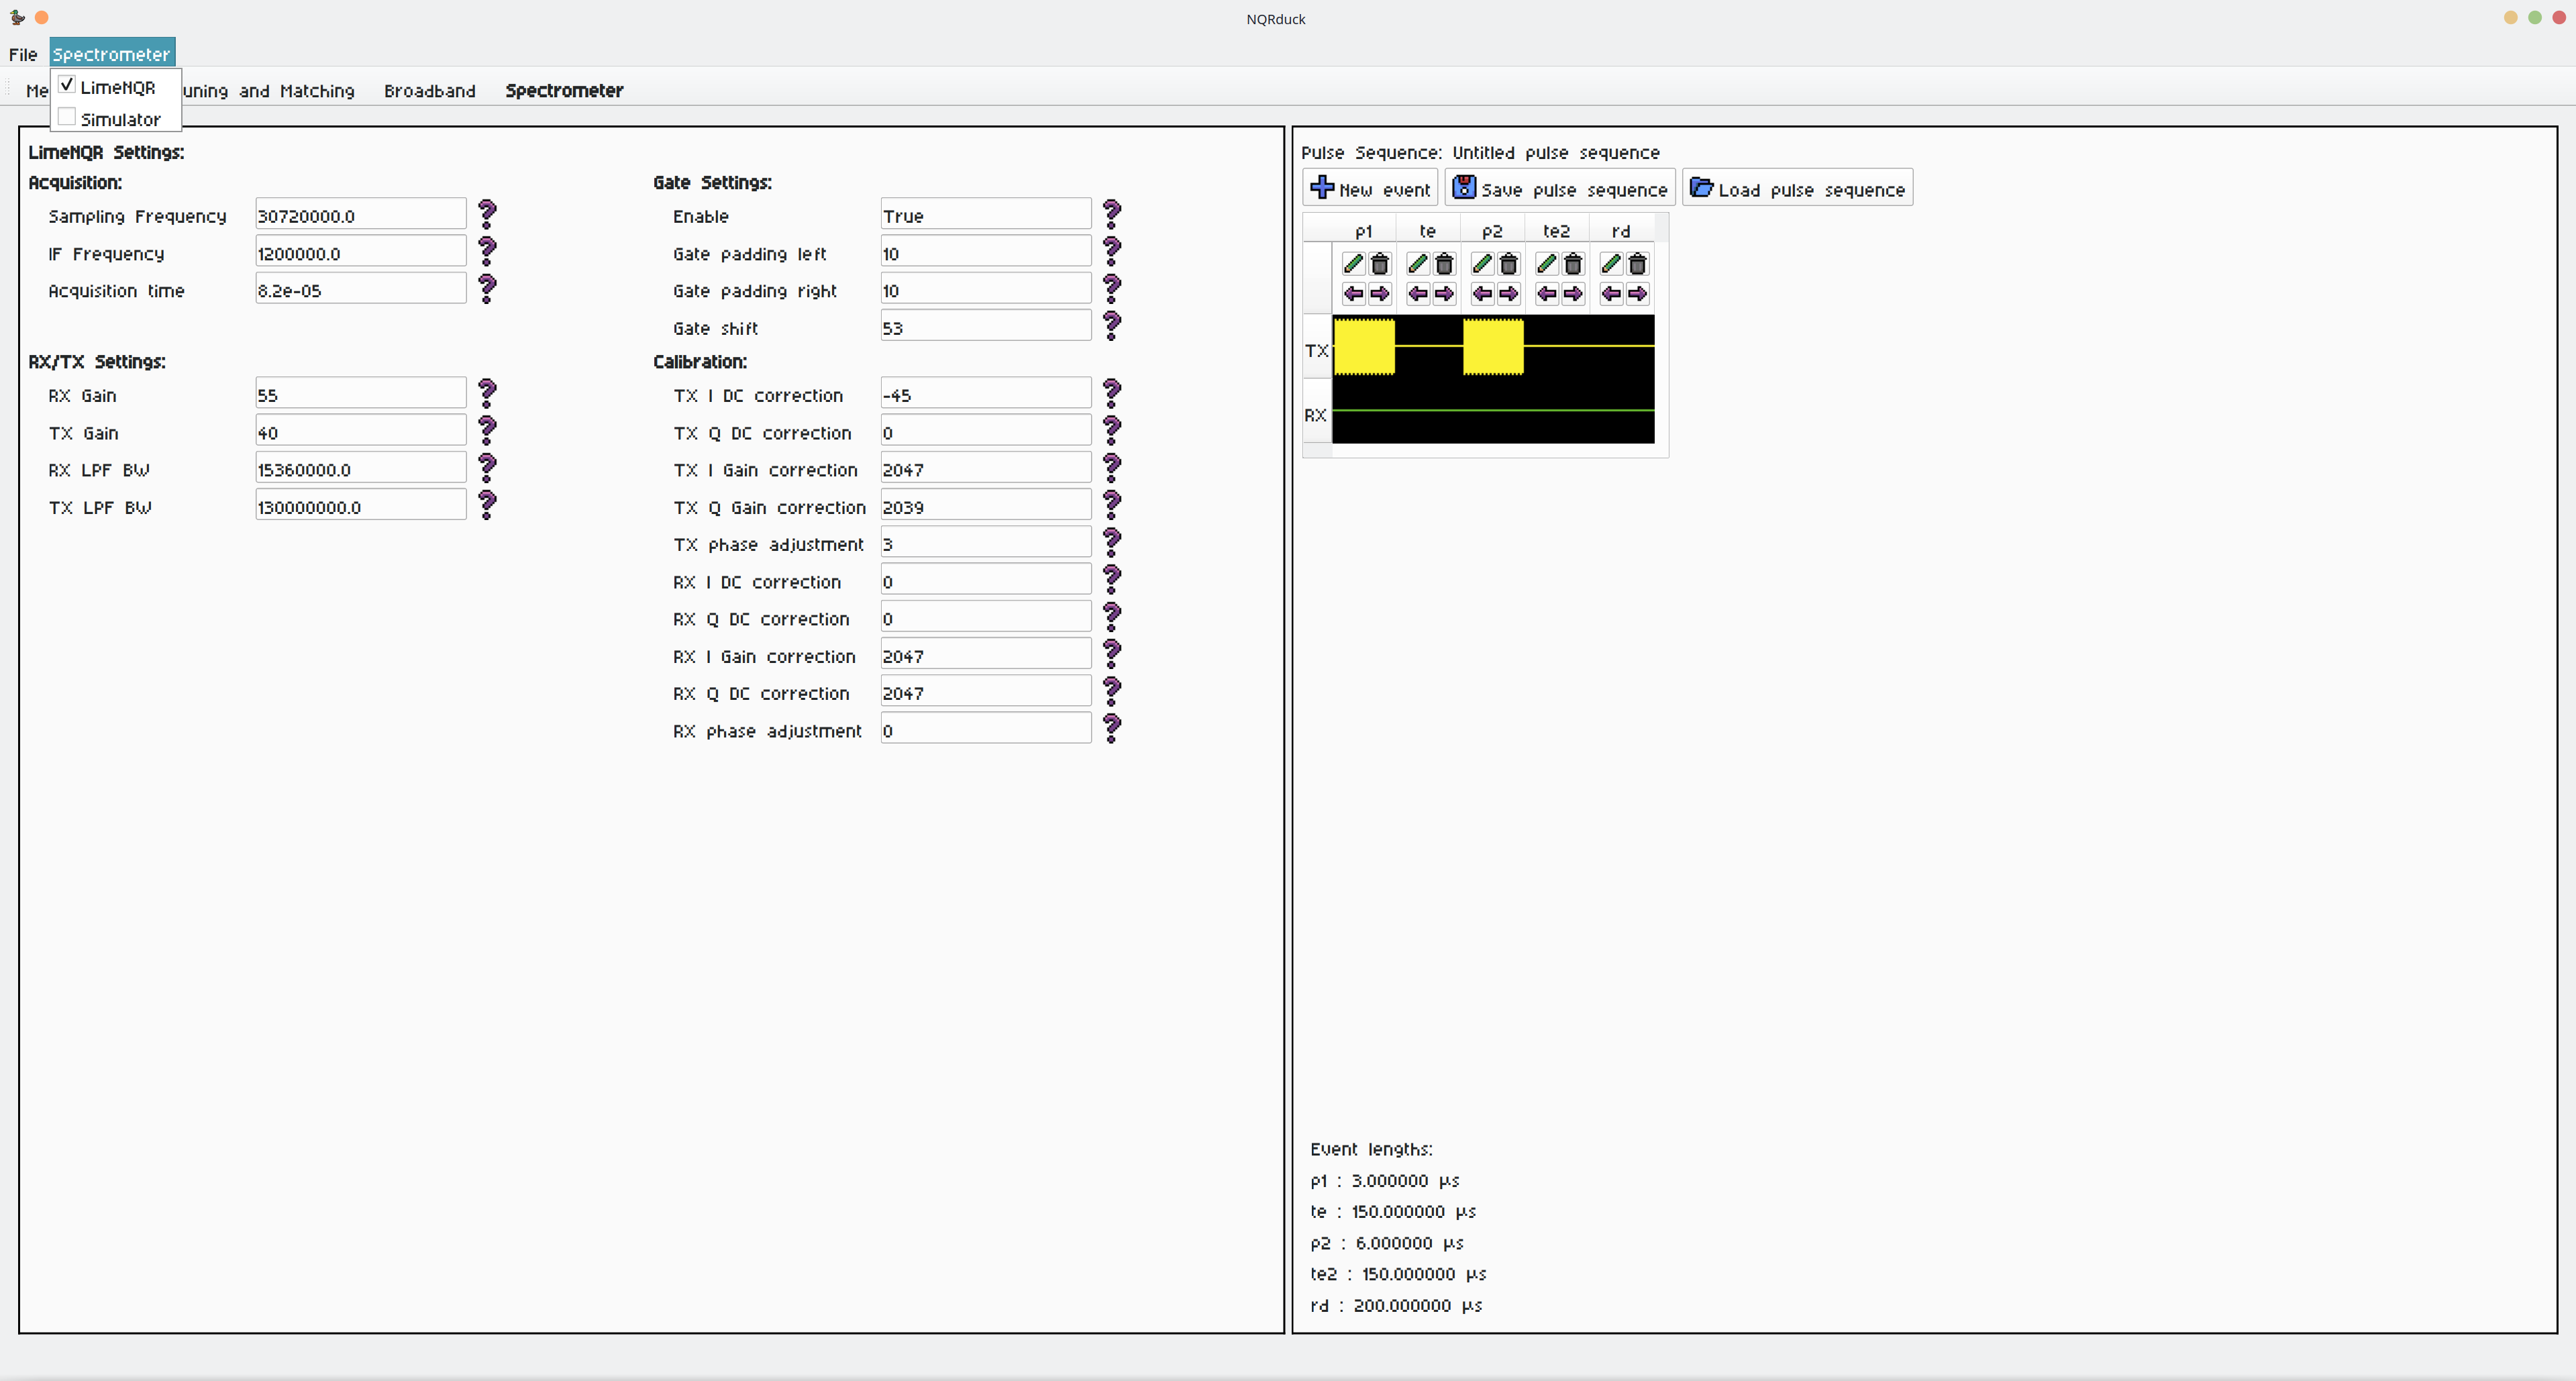 NQRduck
File Spectrometer
LimeNQR
Simulator
Me uning and Matching Broadband Spectrometer
LimeNQR Settings:
Acquisition:
Sampling Frequency 30720000.0
IF Frequency 1200000.0
Acquisition time 8.2e-05
RX/TX Settings:
RX Gain 55
TX Gain 40
RX LPF BW 15360000.0
TX LPF BW 130000000.0
Gate Settings:
Enable True
Gate padding left 10
Gate padding right 10
Gate shift 53
Calibration:
TX I DC correction -45
TX Q DC correction 0
TX I Gain correction 2047
TX Q Gain correction 2039
TX phase adjustment 3
RX I DC correction 0
RX Q DC correction 0
RX I Gain correction 2047
RX Q DC correction 2047
RX phase adjustment 0
Pulse Sequence: Untitled pulse sequence
New event Save pulse sequence Load pulse sequence
p1 te p2 te2 rd
TX
RX
Event lengths:
p1 : 3.000000 µs
te : 150.000000 µs
p2 : 6.000000 µs
te2 : 150.000000 µs
rd : 200.000000 µs